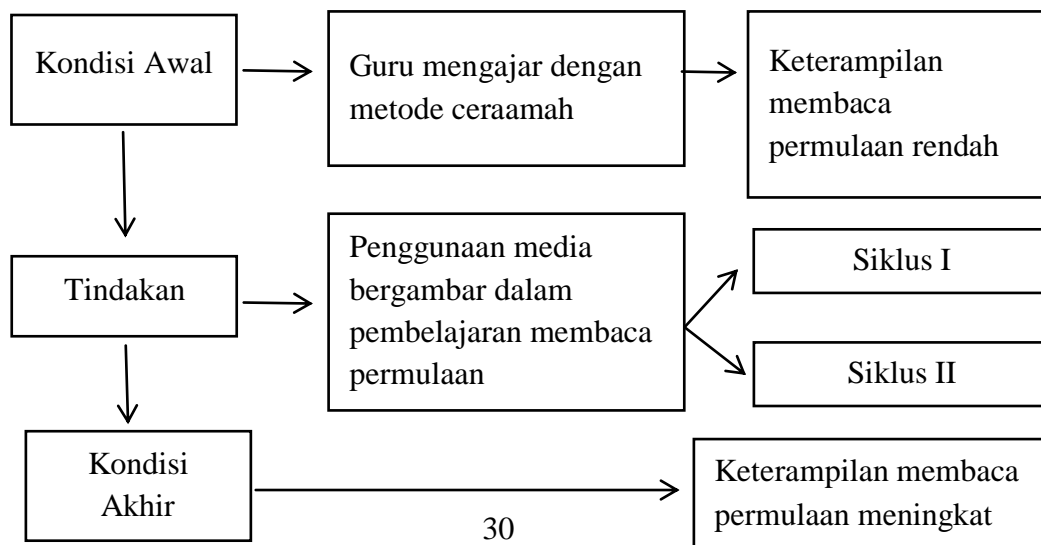 Kondisi Awal
Guru mengajar dengan
metode ceraamah
Keterampilan
membaca
permulaan rendah
Tindakan
Penggunaan media
bergambar dalam
pembelajaran membaca
permulaan
Siklus I
Siklus II
Kondisi
Akhir
Keterampilan membaca
permulaan meningkat
30